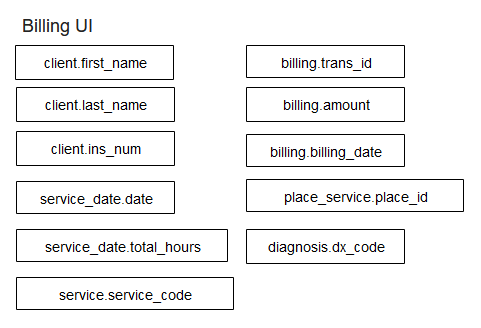 Billing UI
client.first_name
billing.trans_id
client.last_name
billing.amount
client.ins_num
billing.billing_date
service_date.date
place_service.place_id
service_date.total_hours
diagnosis.dx_code
service.service_code